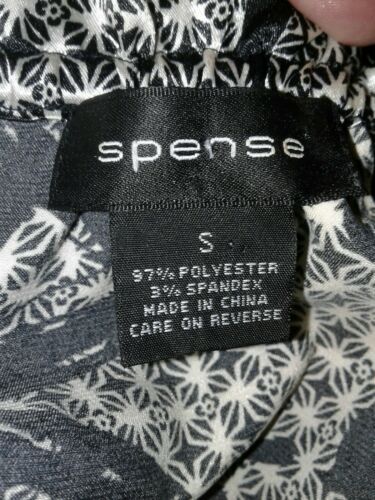 spense
S
97% POLYESTER
3% SPANDEX
MADE IN CHINA
CARE ON REVERSE